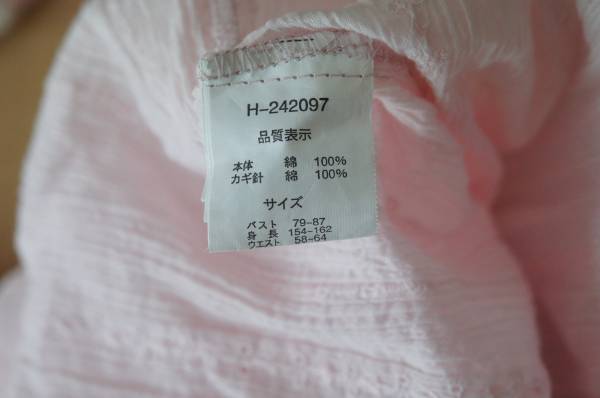 H-242097
品質表示
本体 綿 100%
カギ針 綿 100%
サイズ
バスト 79-87
身長 154-162
ウエスト 58-64